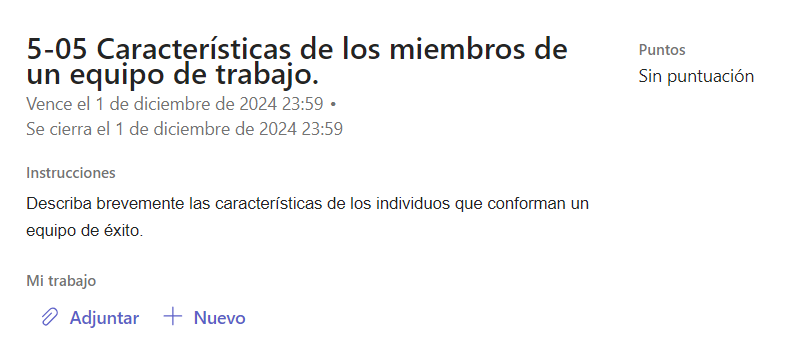 5-05 Características de los miembros de
un equipo de trabajo.
Vence el 1 de diciembre de 2024 23:59 •
Se cierra el 1 de diciembre de 2024 23:59
Puntos
Sin puntuación
Instrucciones
Describa brevemente las características de los individuos que conforman un
equipo de éxito.
Mi trabajo
Adjuntar
Nuevo